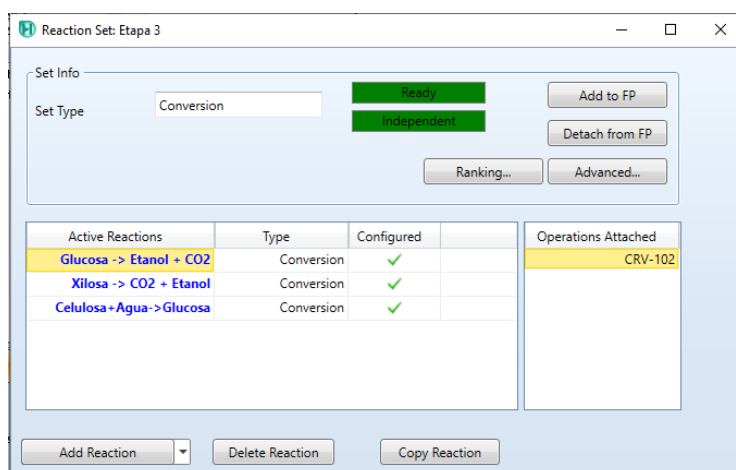 Reaction Set: Etapa 3
Set Info
Set Type
Conversion
Ready
Independent
Add to FP
Detach from FP
Ranking...
Advanced...
Active Reactions Type Configured
Operations Attached
Glucosa -> Etanol + CO2 Conversion
CRV-102
Xilosa -> CO2 + Etanol Conversion
Celulosa+Agua->Glucosa Conversion
Add Reaction
Delete Reaction
Copy Reaction